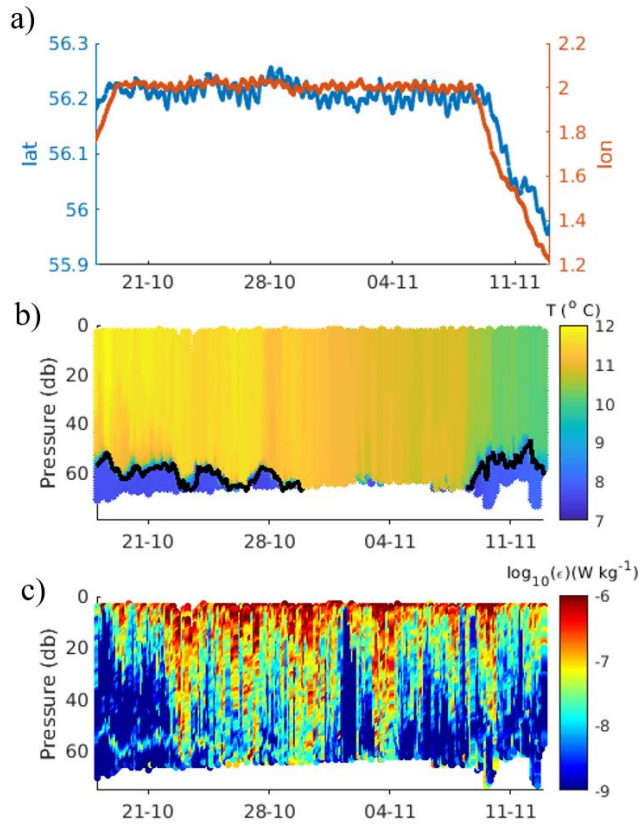 a)
56.3
56.2
56.1
56
55.9
lat
2.2
2
1.8
1.6
1.4
1.2
lon
21-10 28-10 04-11 11-11
b)
T (° C)
0
20
40
60
Pressure (db)
12
11
10
9
8
7
21-10 28-10 04-11 11-11
c)
log10(ϵ)(W kg-1)
0
20
40
60
Pressure (db)
-6
-7
-8
-9
21-10 28-10 04-11 11-11